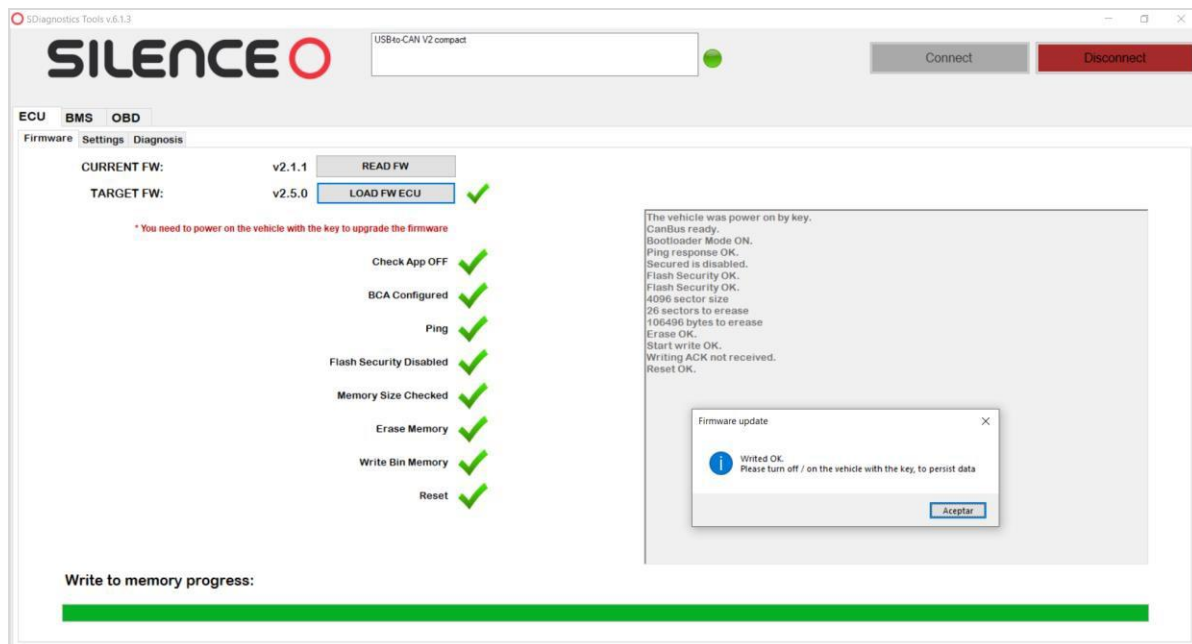 SDiagnostics Tools v.6.1.3
SILENCE
USB-to-CAN V2 compact
Connect
Disconnect
ECU BMS OBD
Firmware Settings Diagnosis
CURRENT FW: v2.1.1 READ FW
TARGET FW: v2.5.0 LOAD FW ECU
* You need to power on the vehicle with the key to upgrade the firmware
Check App OFF
BCA Configured
Ping
Flash Security Disabled
Memory Size Checked
Erase Memory
Write Bin Memory
Reset
The vehicle was power on by key.
CanBus ready.
Bootloader Mode ON.
Ping response OK.
Secured is disabled.
Flash Security OK.
Flash Security OK.
4096 sector size
26 sectors to erease
106496 bytes to erease
Erase OK.
Start write OK.
Writing ACK not received.
Reset OK.
Firmware update
Writed OK.
Please turn off / on the vehicle with the key, to persist data
Aceptar
Write to memory progress: